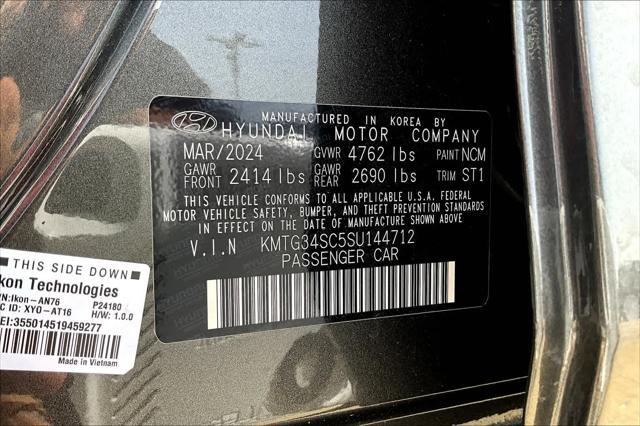 MANUFACTURED IN KOREA BY
HYUNDAI MOTOR COMPANY
MAR/2024 GVWR 4762 lbs PAINT NCM
GAWR FRONT 2414 lbs GAWR REAR 2690 lbs TRIM ST1
THIS VEHICLE CONFORMS TO ALL APPLICABLE U.S.A. FEDERAL
MOTOR VEHICLE SAFETY, BUMPER, AND THEFT PREVENTION STANDARDS
IN EFFECT ON THE DATE OF MANUFACTURE SHOWN ABOVE.
V.I.N KMTG34SC5SU144712
PASSENGER CAR
THIS SIDE DOWN
kon Technologies
N:Ikon-AN76 P24180
C ID: XYO-AT16 H/W: 1.0.0
EI:355014519459277
Made in Vietnam